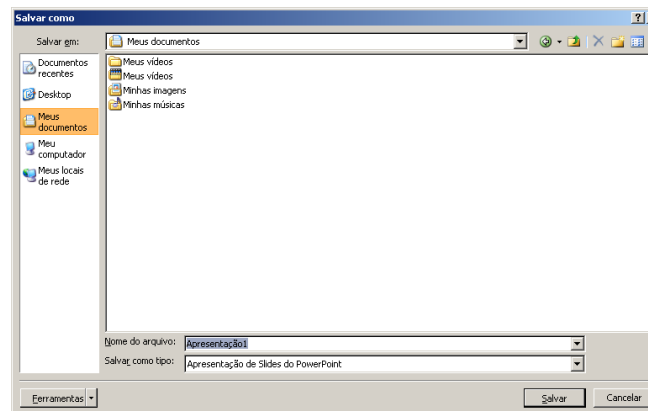 Salvar como
Salvar em:
Meus documentos
Documentos
recentes
Desktop
Meus
documentos
Meu
computador
Meus locais
de rede
Meus vídeos
Meus vídeos
Minhas imagens
Minhas músicas
Nome do arquivo:
Apresentação1
Salvar como tipo:
Apresentação de Slides do PowerPoint
Ferramentas
Salvar
Cancelar